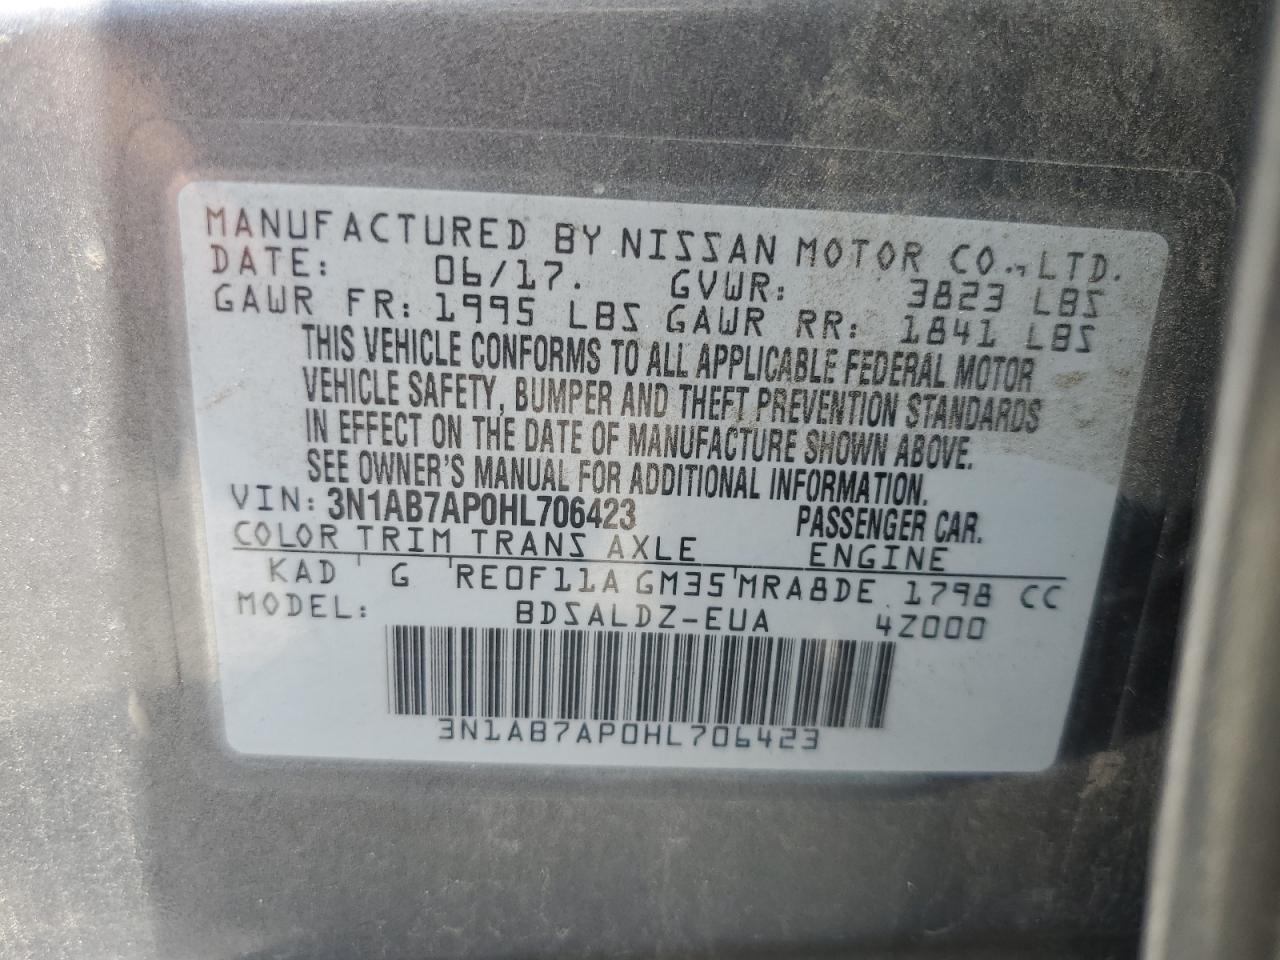 MANUFACTURED BY NISSAN MOTOR CO., LTD.
DATE: 06/17. GVWR: 3823 LBS
GAWR FR: 1995 LBS GAWR RR: 1841 LBS
THIS VEHICLE CONFORMS TO ALL APPLICABLE FEDERAL MOTOR
VEHICLE SAFETY, BUMPER AND THEFT PREVENTION STANDARDS
IN EFFECT ON THE DATE OF MANUFACTURE SHOWN ABOVE.
SEE OWNER'S MANUAL FOR ADDITIONAL INFORMATION.
VIN: 3N1AB7AP0HL706423 PASSENGER CAR.
COLOR TRIM TRANS AXLE ENGINE
KAD G RE0F11A GM35 MRA8DE 1798 CC
MODEL: BDSALDZ-EUA 4Z000
3N1AB7AP0HL706423